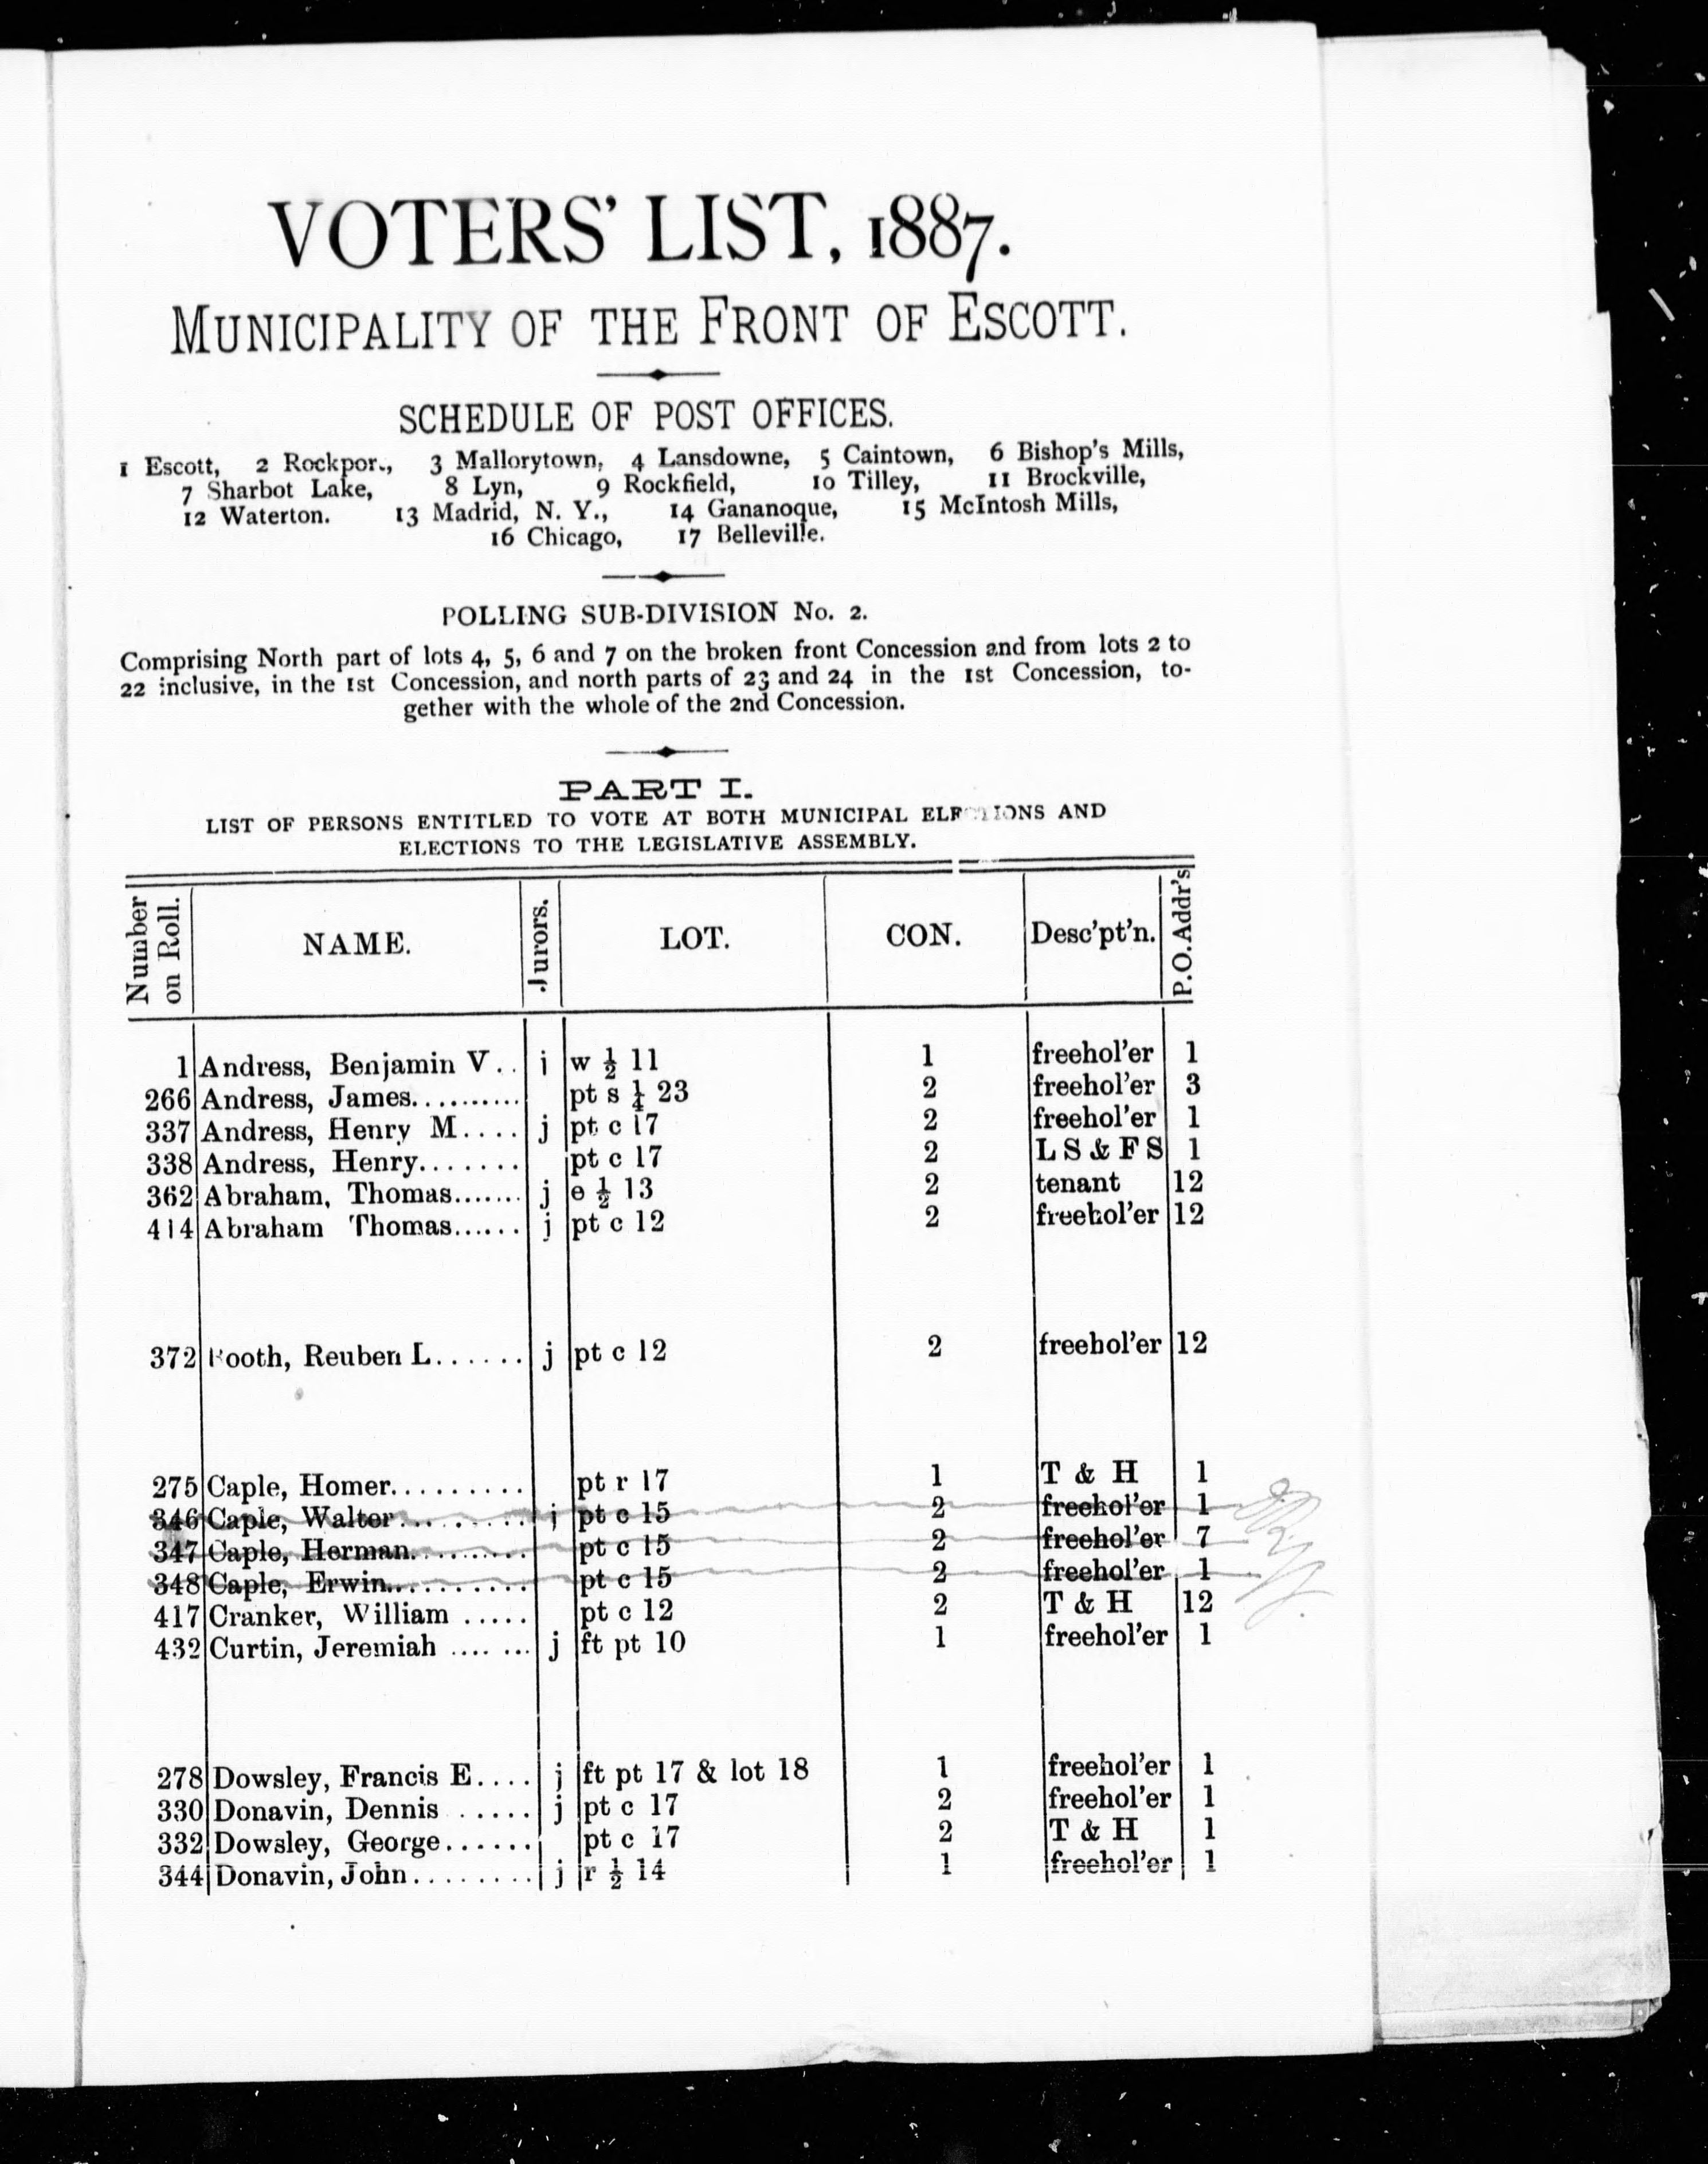 VOTERS' LIST, 1887.
MUNICIPALITY OF THE FRONT OF ESCOTT.
SCHEDULE OF POST OFFICES.
1 Escott, 2 Rockpor., 3 Mallorytown, 4 Lansdowne, 5 Caintown, 6 Bishop's Mills,
7 Sharbot Lake, 8 Lyn, 9 Rockfield, 10 Tilley, 11 Brockville,
12 Waterton. 13 Madrid, N. Y., 14 Gananoque, 15 McIntosh Mills,
16 Chicago, 17 Belleville.
POLLING SUB-DIVISION No. 2.
Comprising North part of lots 4, 5, 6 and 7 on the broken front Concession and from lots 2 to
22 inclusive, in the 1st Concession, and north parts of 23 and 24 in the 1st Concession, to-
gether with the whole of the 2nd Concession.
PART I.
LIST OF PERSONS ENTITLED TO VOTE AT BOTH MUNICIPAL ELECTIONS AND
ELECTIONS TO THE LEGISLATIVE ASSEMBLY.
Number on Roll. NAME. Jurors. LOT. CON. Desc'pt'n. P.O. Addr's
1 Andress, Benjamin V.. j w ½ 11 1 freehol'er 1
266 Andress, James.......... pt s ¼ 23 2 freehol'er 3
337 Andress, Henry M.... j pt c 17 2 freehol'er 1
338 Andress, Henry....... pt c 17 2 L S & F S 1
362 Abraham, Thomas....... j e ½ 13 2 tenant 12
414 Abraham Thomas...... j pt c 12 2 freehol'er 12
372 Booth, Reuben L...... j pt c 12 2 freehol'er 12
275 Caple, Homer......... pt r 17 1 T & H 1
346 Caple, Walter......... j pt c 15 2 freehol'er 1
347 Caple, Herman.......... pt c 15 2 freehol'er 7
348 Caple, Erwin........... pt c 15 2 freehol'er 1
417 Cranker, William ..... pt c 12 2 T & H 12
432 Curtin, Jeremiah .... ... j ft pt 10 1 freehol'er 1
278 Dowsley, Francis E.... j ft pt 17 & lot 18 1 freehol'er 1
330 Donavin, Dennis ...... j pt c 17 2 freehol'er 1
332 Dowsley, George...... pt c 17 2 T & H 1
344 Donavin, John......... j r ½ 14 1 freehol'er 1